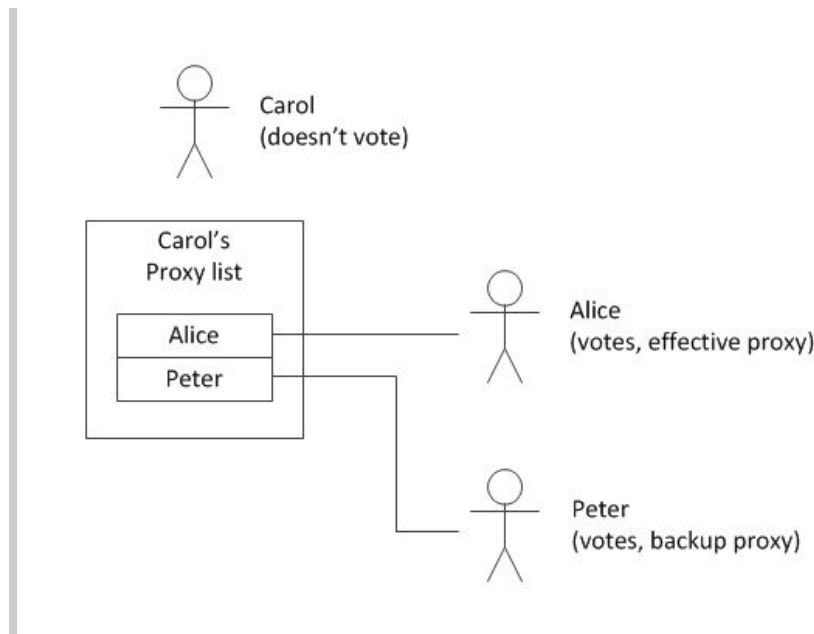 Carol
(doesn't vote)
Carol's
Proxy list
Alice
Peter
Alice
(votes, effective proxy)
Peter
(votes, backup proxy)